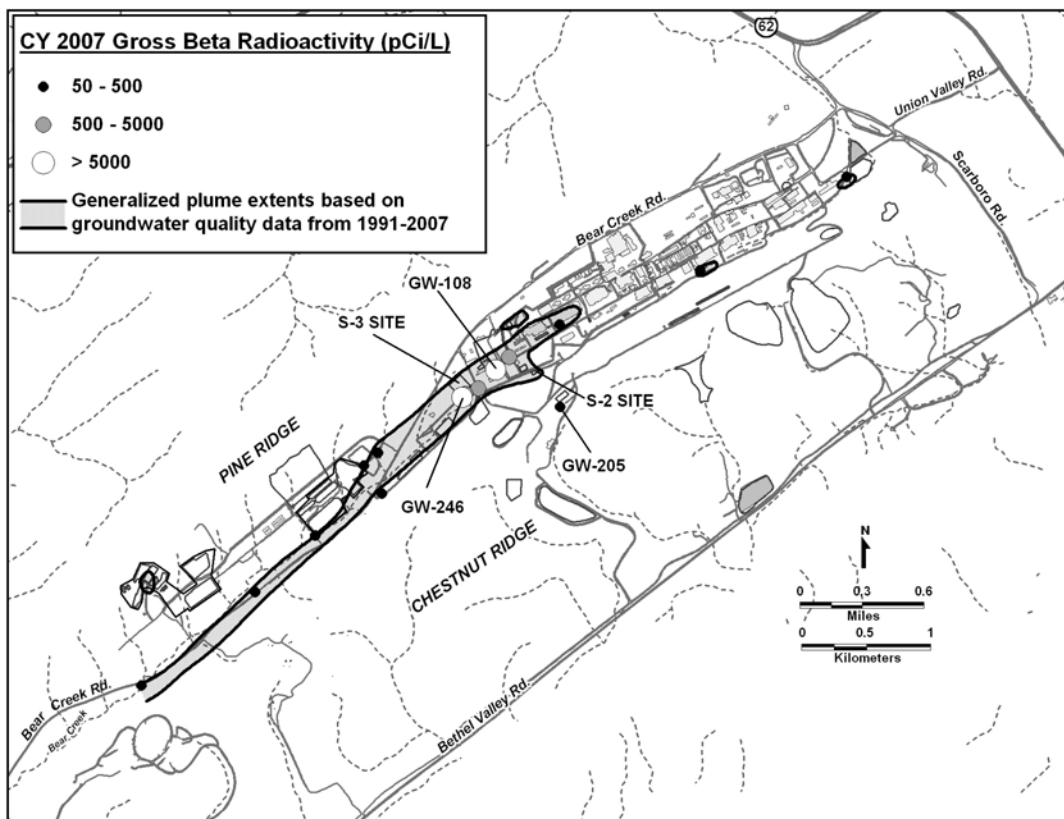 CY 2007 Gross Beta Radioactivity (pCi/L)
50 - 500
500 - 5000
> 5000
Generalized plume extents based on
groundwater quality data from 1991-2007
62
Union Valley Rd.
Scarboro Rd.
Bear Creek Rd.
GW-108
S-3 SITE
S-2 SITE
GW-205
GW-246
PINE RIDGE
CHESTNUT RIDGE
N
0 0.3 0.6
Miles
0 0.5 1
Kilometers
Bear Creek Rd.
Bear Creek
Bethel Valley Rd.